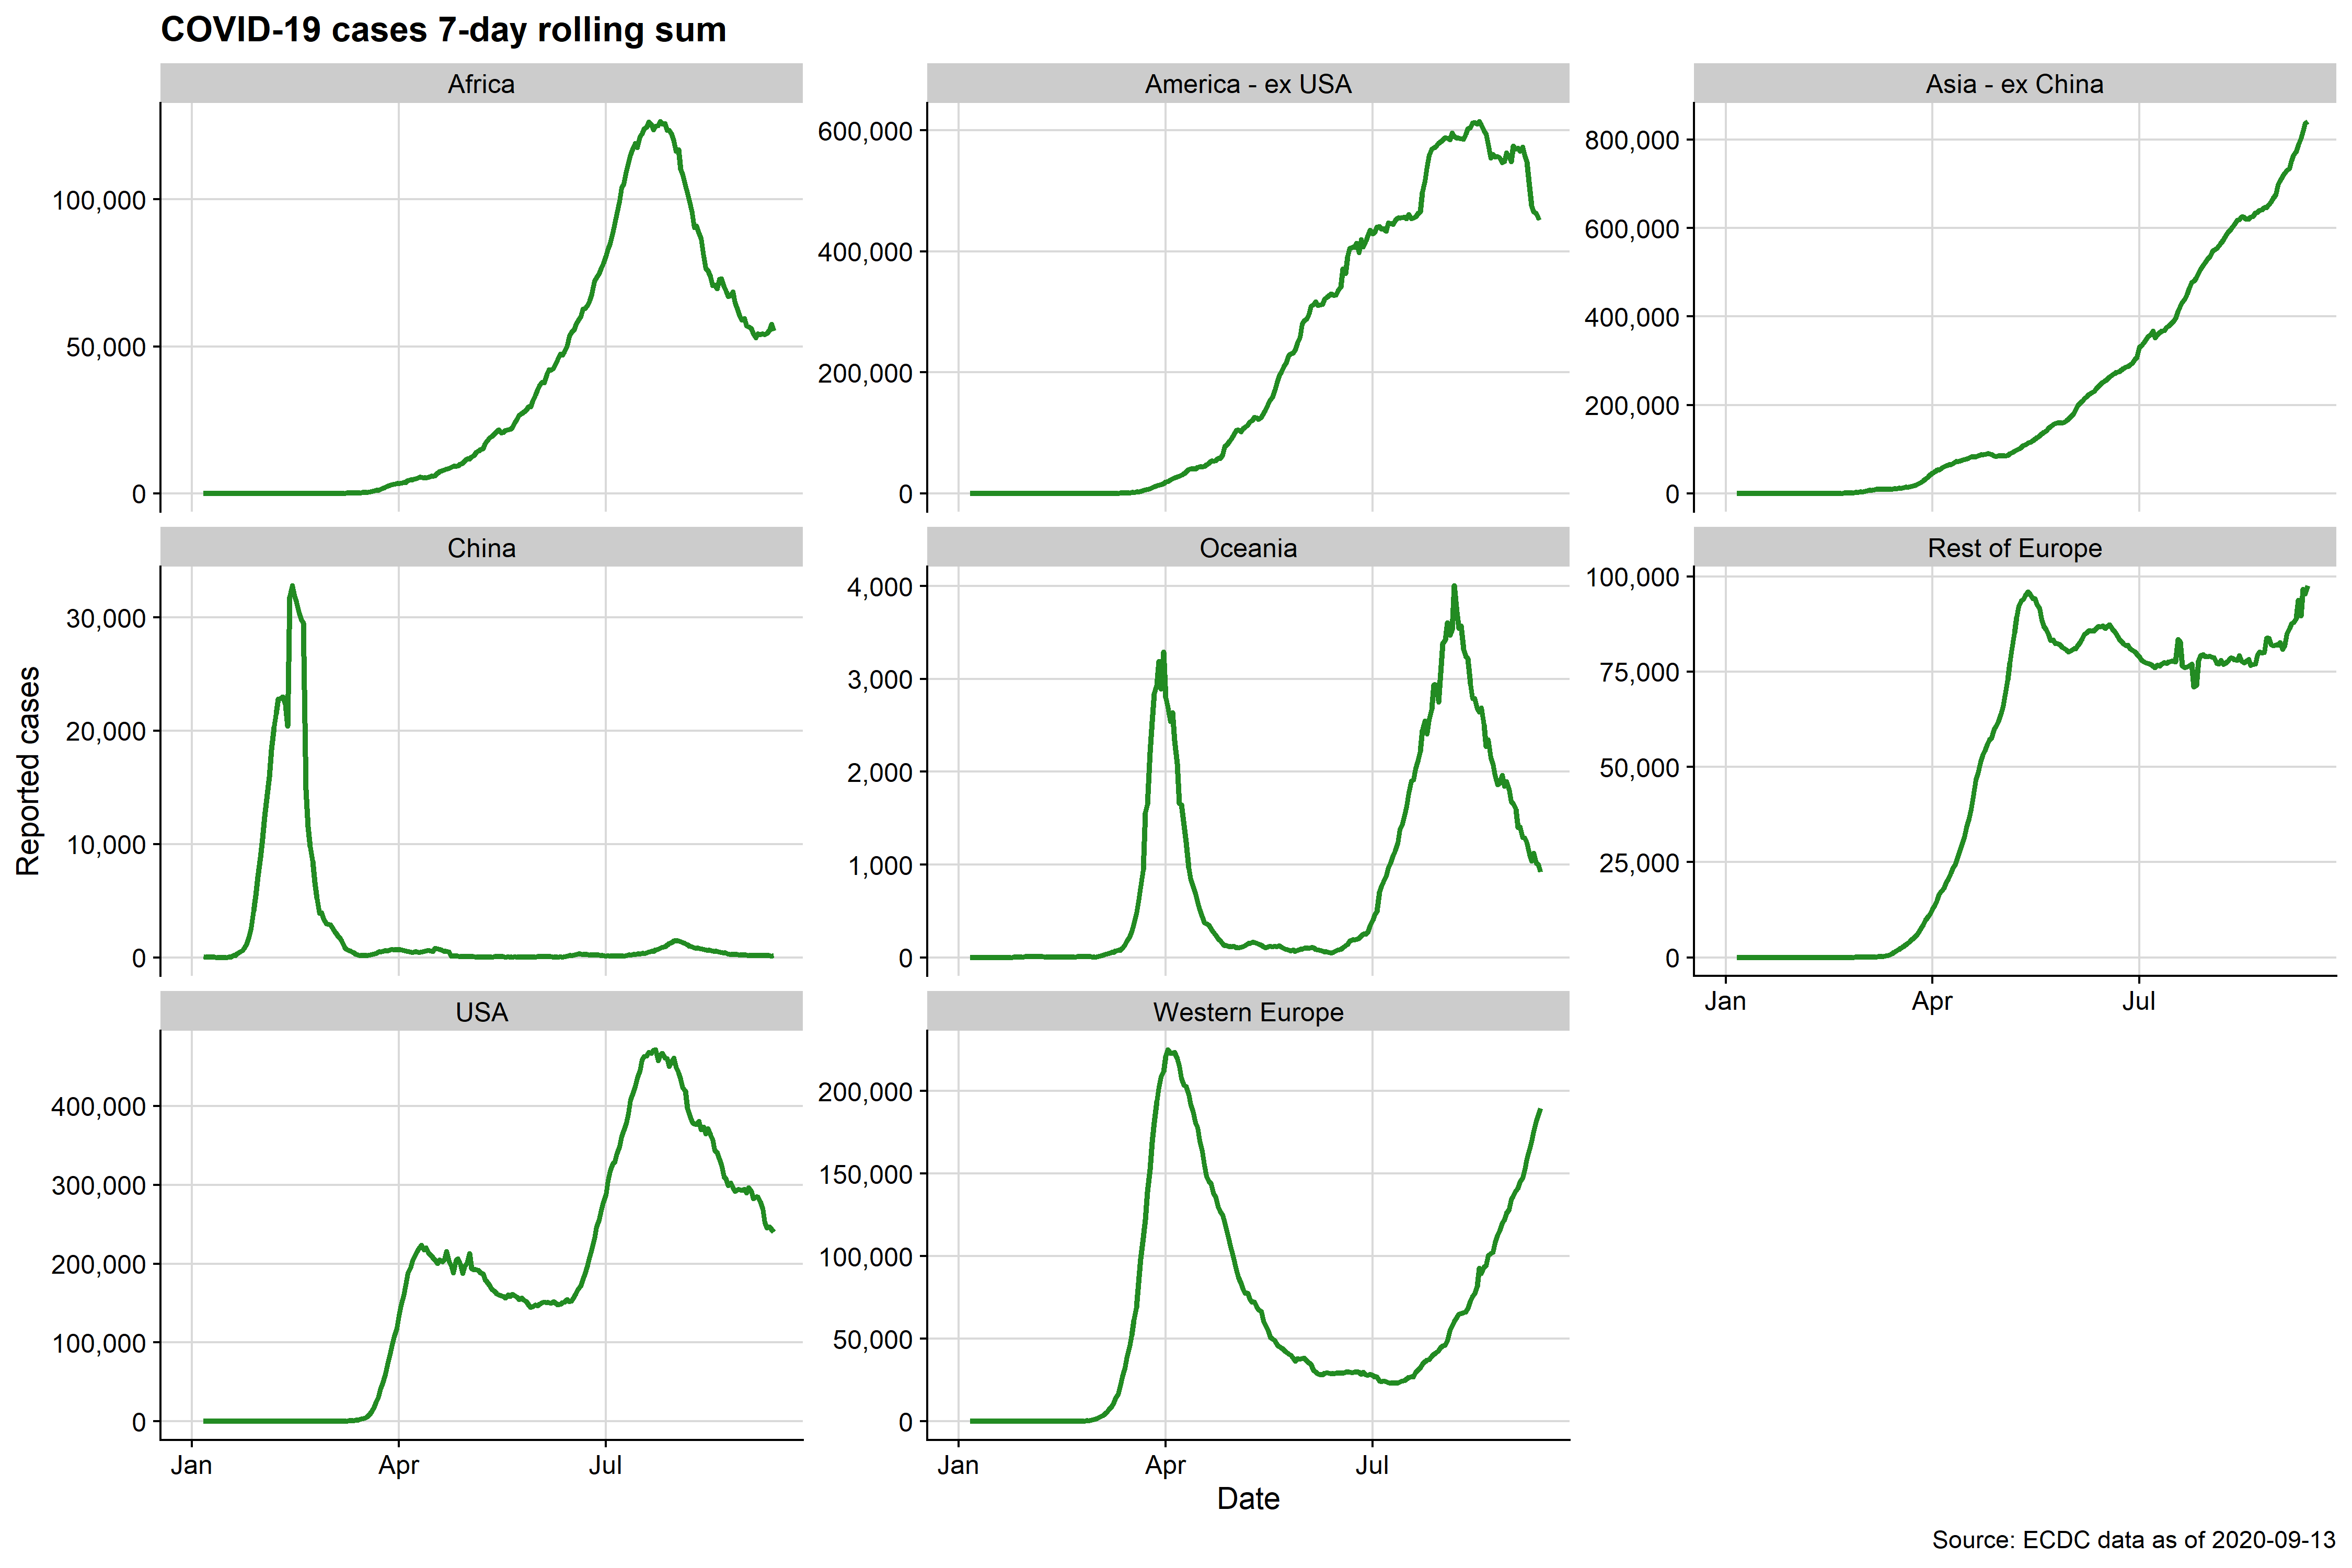 COVID-19 cases 7-day rolling sum
Africa
America - ex USA
Asia - ex China
100,000
50,000
0
600,000
400,000
200,000
0
800,000
600,000
400,000
200,000
0
China
Oceania
Rest of Europe
Reported cases
30,000
20,000
10,000
0
4,000
3,000
2,000
1,000
0
100,000
75,000
50,000
25,000
0
Jan Apr Jul
USA
Western Europe
400,000
300,000
200,000
100,000
0
200,000
150,000
100,000
50,000
0
Jan Apr Jul
Jan Apr Jul
Date
Source: ECDC data as of 2020-09-13